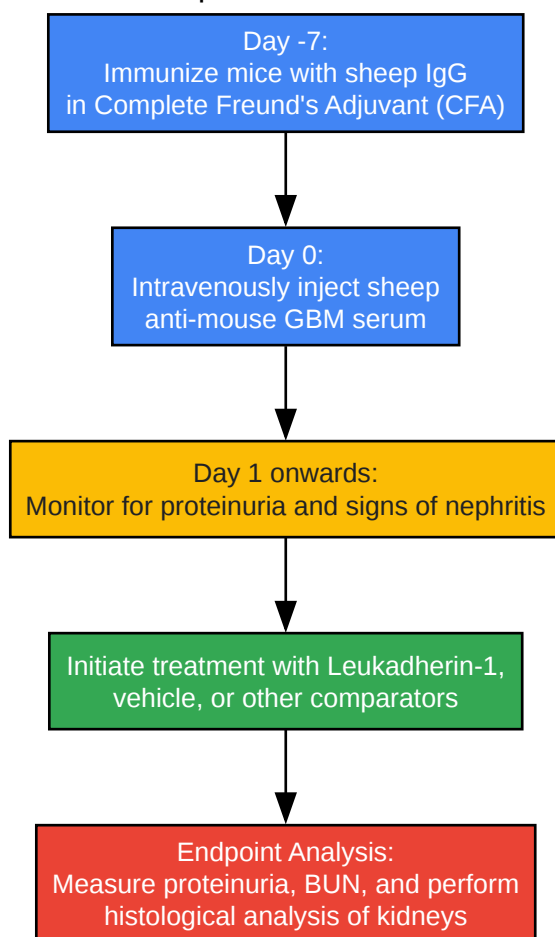 Day -7:
Immunize mice with sheep IgG
in Complete Freund's Adjuvant (CFA)
Day 0:
Intravenously inject sheep
anti-mouse GBM serum
Day 1 onwards:
Monitor for proteinuria and signs of nephritis
Initiate treatment with Leukadherin-1,
vehicle, or other comparators
Endpoint Analysis:
Measure proteinuria, BUN, and perform
histological analysis of kidneys